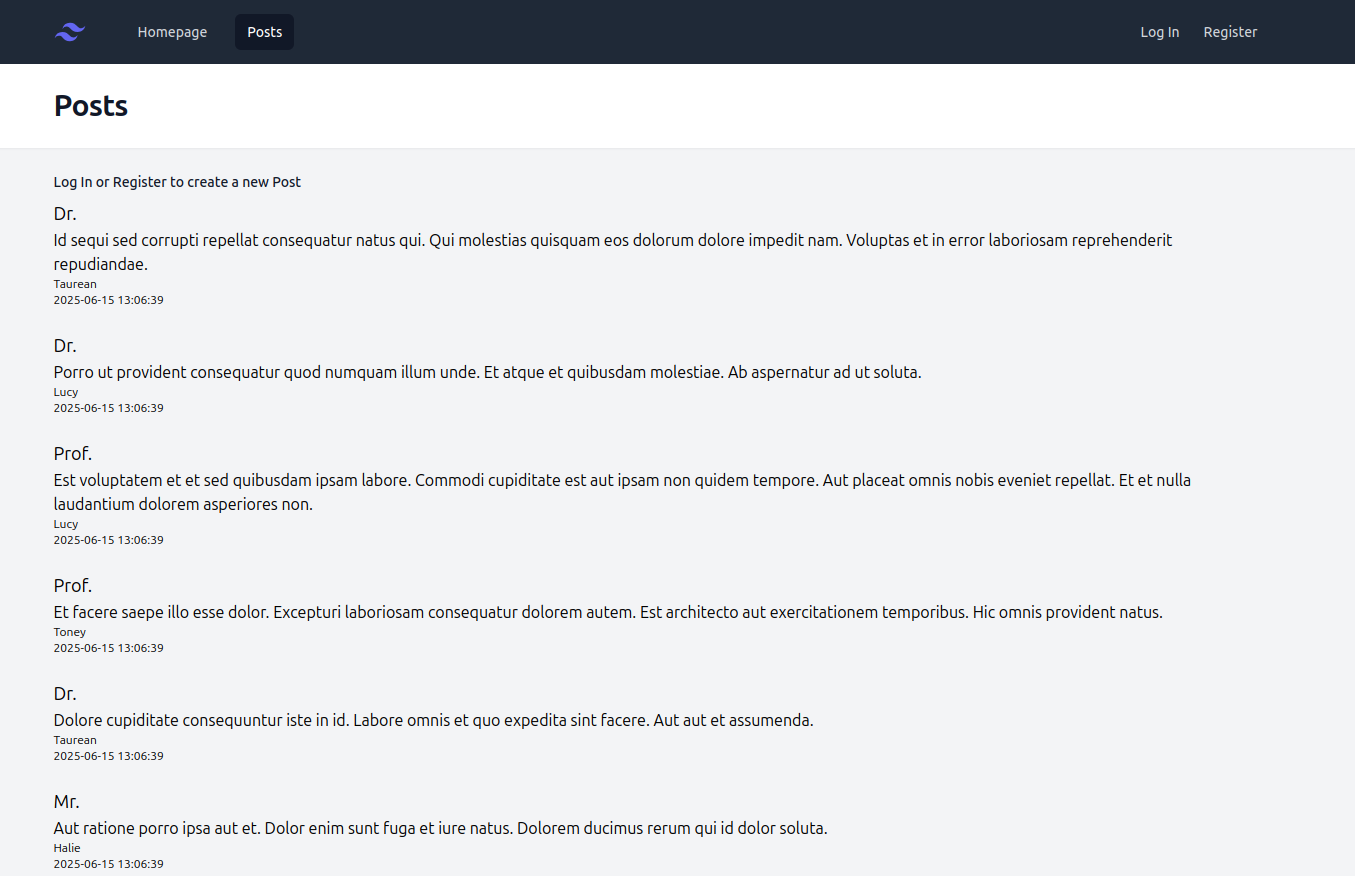 Homepage
Posts
Log In
Register
Posts
Log In or Register to create a new Post
Dr.
Id sequi sed corrupti repellat consequatur natus qui. Qui molestias quisquam eos dolorum dolore impedit nam. Voluptas et in error laboriosam reprehenderit
repudiandae.
Taurean
2025-06-15 13:06:39
Dr.
Porro ut provident consequatur quod numquam illum unde. Et atque et quibusdam molestiae. Ab aspernatur ad ut soluta.
Lucy
2025-06-15 13:06:39
Prof.
Est voluptatem et et sed quibusdam ipsam labore. Commodi cupiditate est aut ipsam non quidem tempore. Aut placeat omnis nobis eveniet repellat. Et et nulla
laudantium dolorem asperiores non.
Lucy
2025-06-15 13:06:39
Prof.
Et facere saepe illo esse dolor. Excepturi laboriosam consequatur dolorem autem. Est architecto aut exercitationem temporibus. Hic omnis provident natus.
Toney
2025-06-15 13:06:39
Dr.
Dolore cupiditate consequuntur iste in id. Labore omnis et quo expedita sint facere. Aut aut et assumenda.
Taurean
2025-06-15 13:06:39
Mr.
Aut ratione porro ipsa aut et. Dolor enim sunt fuga et iure natus. Dolorem ducimus rerum qui id dolor soluta.
Halie
2025-06-15 13:06:39